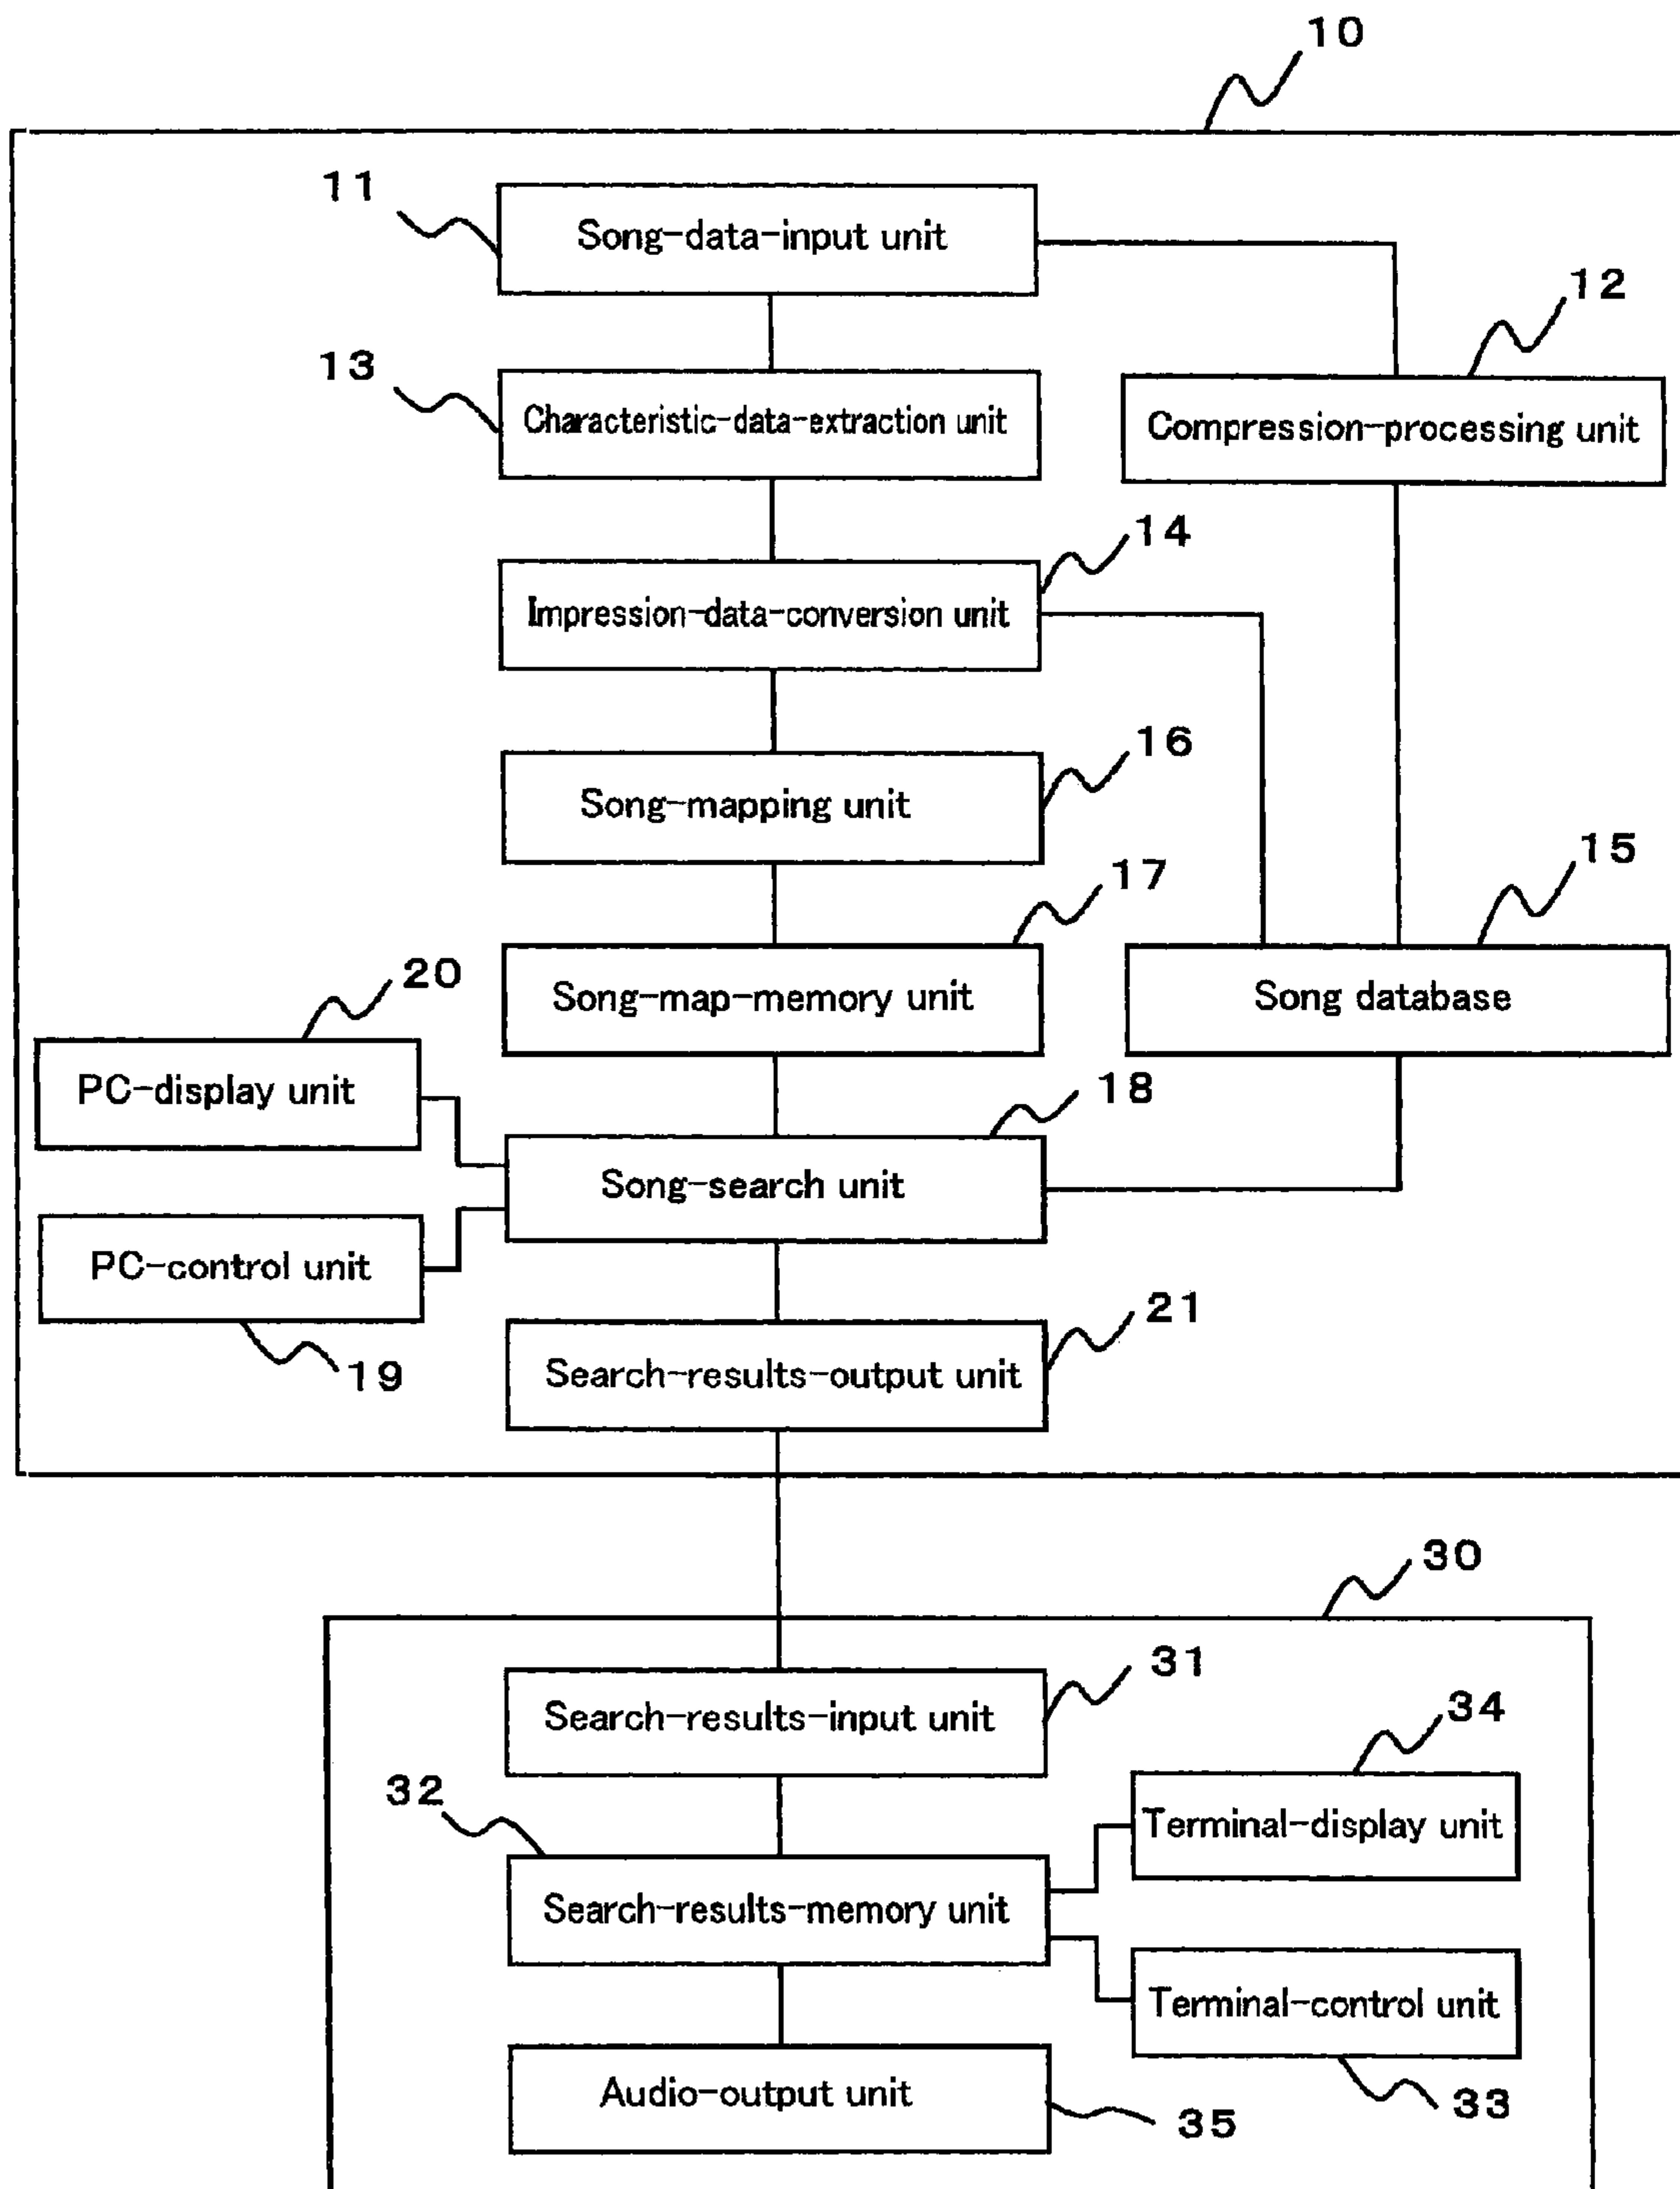 10
11
Song-data-input unit
12
13
Characteristic-data-extraction unit
Compression-processing unit
14
Impression-data-conversion unit
16
Song-mapping unit
15
17
20
Song-map-memory unit
Song database
PC-display unit
18
Song-search unit
PC-control unit
21
19
Search-results-output unit
30
31
Search-results-input unit
34
32
Terminal-display unit
Search-results-memory unit
Terminal-control unit
Audio-output unit
33
35